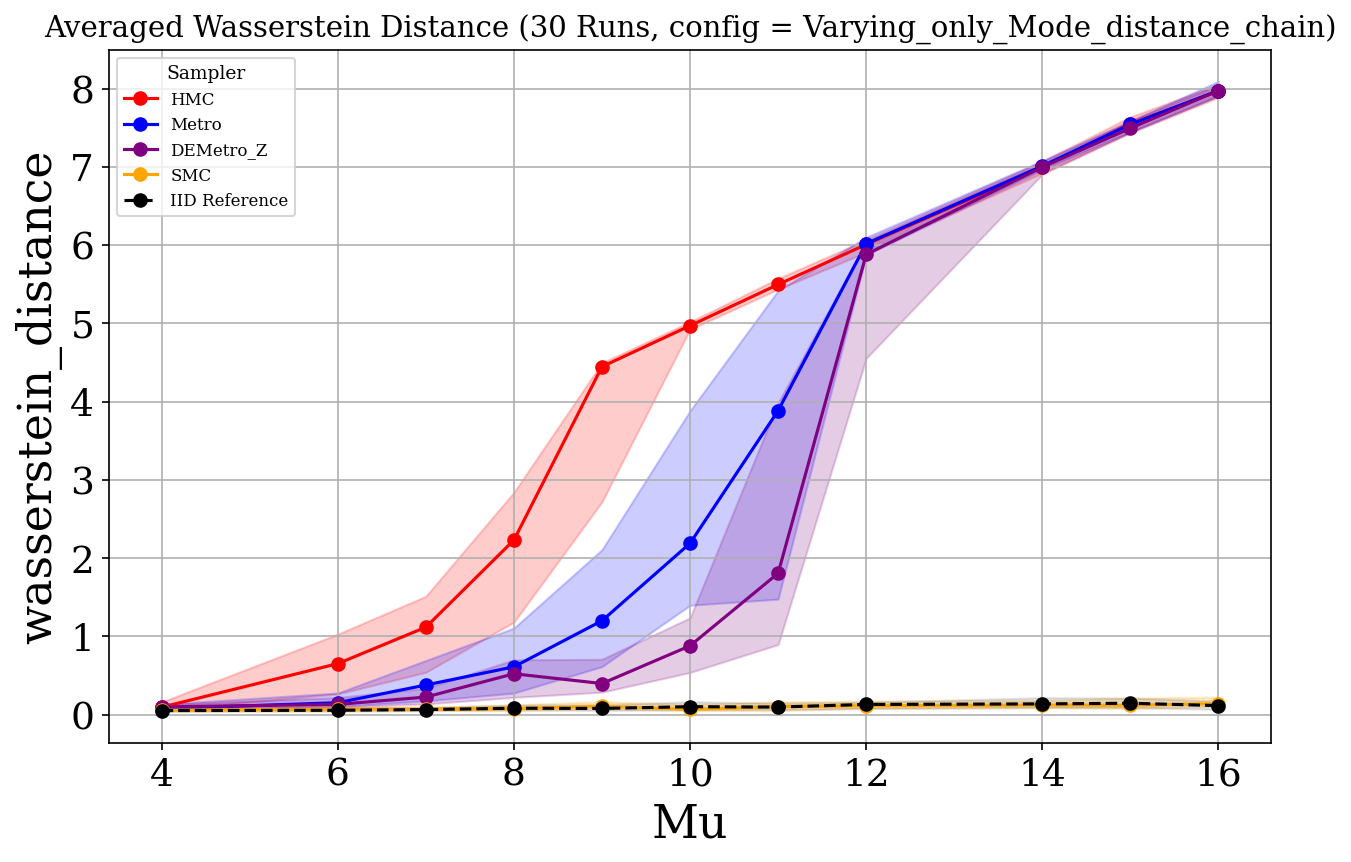 Averaged Wasserstein Distance (30 Runs, config = Varying_only_Mode_distance_chain)
Sampler
HMC
Metro
DEMetro_Z
SMC
IID Reference
wasserstein_distance
8
7
6
5
4
3
2
1
0
4 6 8 10 12 14 16
Mu